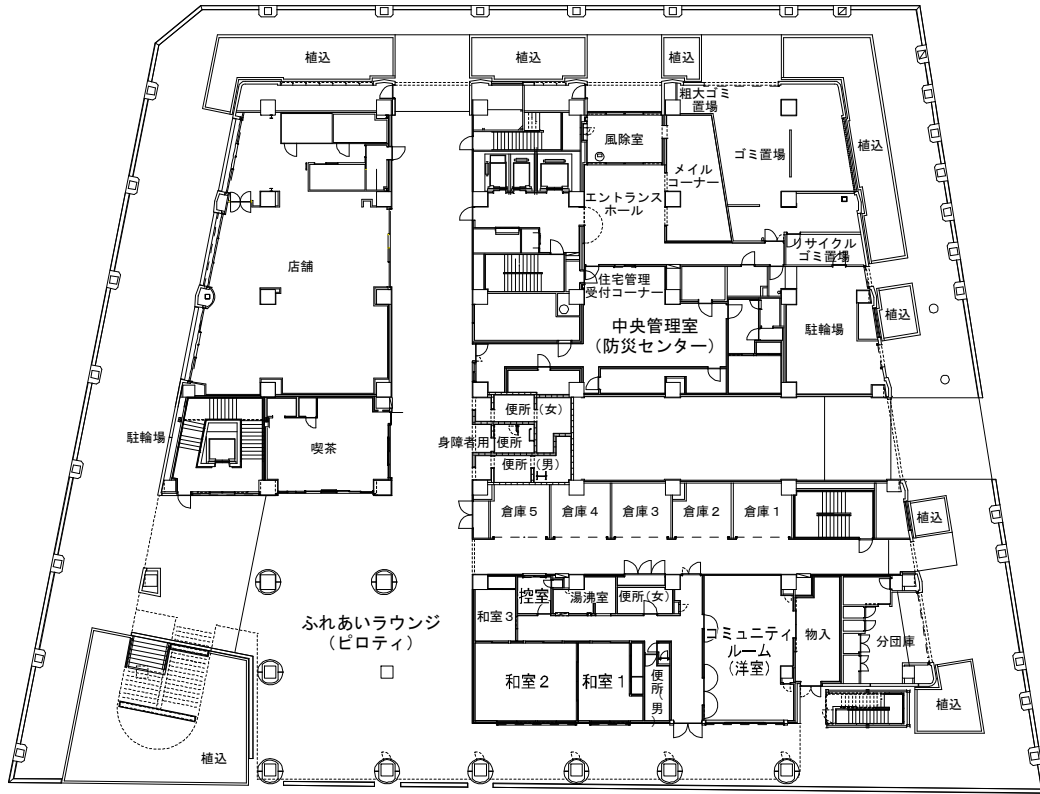 植込
植込
植込
粗大ゴミ
置場
風除室
メイル
コーナー
ゴミ置場
植込
エントランス
ホール
リサイクル
ゴミ置場
店舗
住宅管理
受付コーナー
中央管理室
(防災センター)
駐輪場
植込
駐輪場
喫茶
便所(女)
身障者用便所
便所(男)
倉庫5
倉庫4
倉庫3
倉庫2
倉庫1
植込
ふれあいラウンジ
(ピロティ)
和室3
控室
湯沸室
便所(女)
コミュニティ
ルーム
(洋室)
物入
分団庫
和室2
和室1
便所(男)
植込
植込